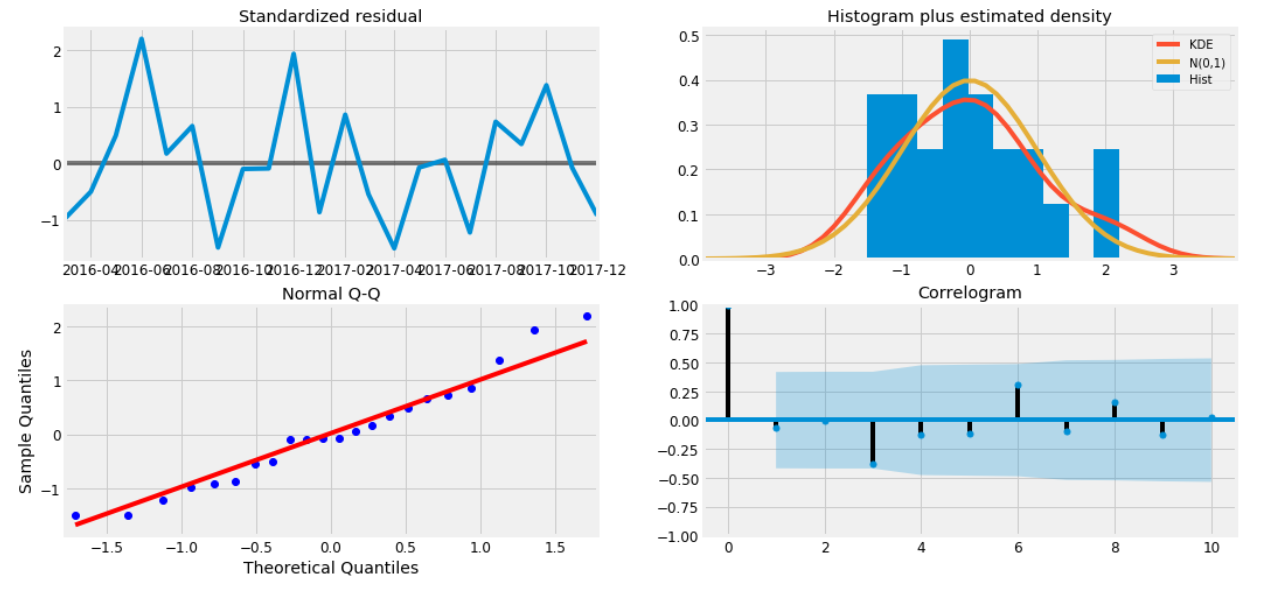 Standardized residual
2
1
0
−1
2016-04 2016-06 2016-08 2016-10 2016-12 2017-02 2017-04 2017-06 2017-08 2017-10 2017-12
Histogram plus estimated density
0.5
0.4
0.3
0.2
0.1
0.0
KDE
N(0,1)
Hist
−3 −2 −1 0 1 2 3
Normal Q-Q
Sample Quantiles
2
1
0
−1
−1.5 −1.0 −0.5 0.0 0.5 1.0 1.5
Theoretical Quantiles
Correlogram
1.00
0.75
0.50
0.25
0.00
−0.25
−0.50
−0.75
−1.00
0 2 4 6 8 10